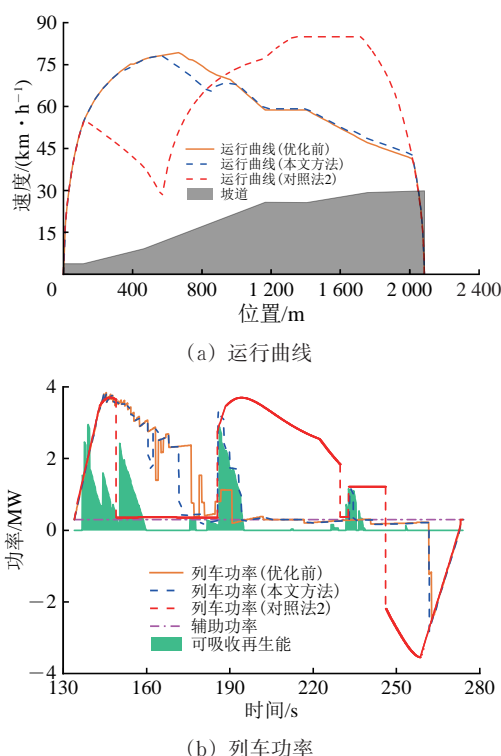 90
75
60
45
30
15
0
速度/(km·h⁻¹)
运行曲线(优化前)
运行曲线(本文方法)
运行曲线(对照法2)
坡道
400
800
1 200
1 600
2 000
2 400
位置/m
(a) 运行曲线
4
2
0
−2
−4
功率/MW
列车功率(优化前)
列车功率(本文方法)
列车功率(对照法2)
辅助功率
可吸收再生能
130
160
190
220
250
280
时间/s
(b) 列车功率